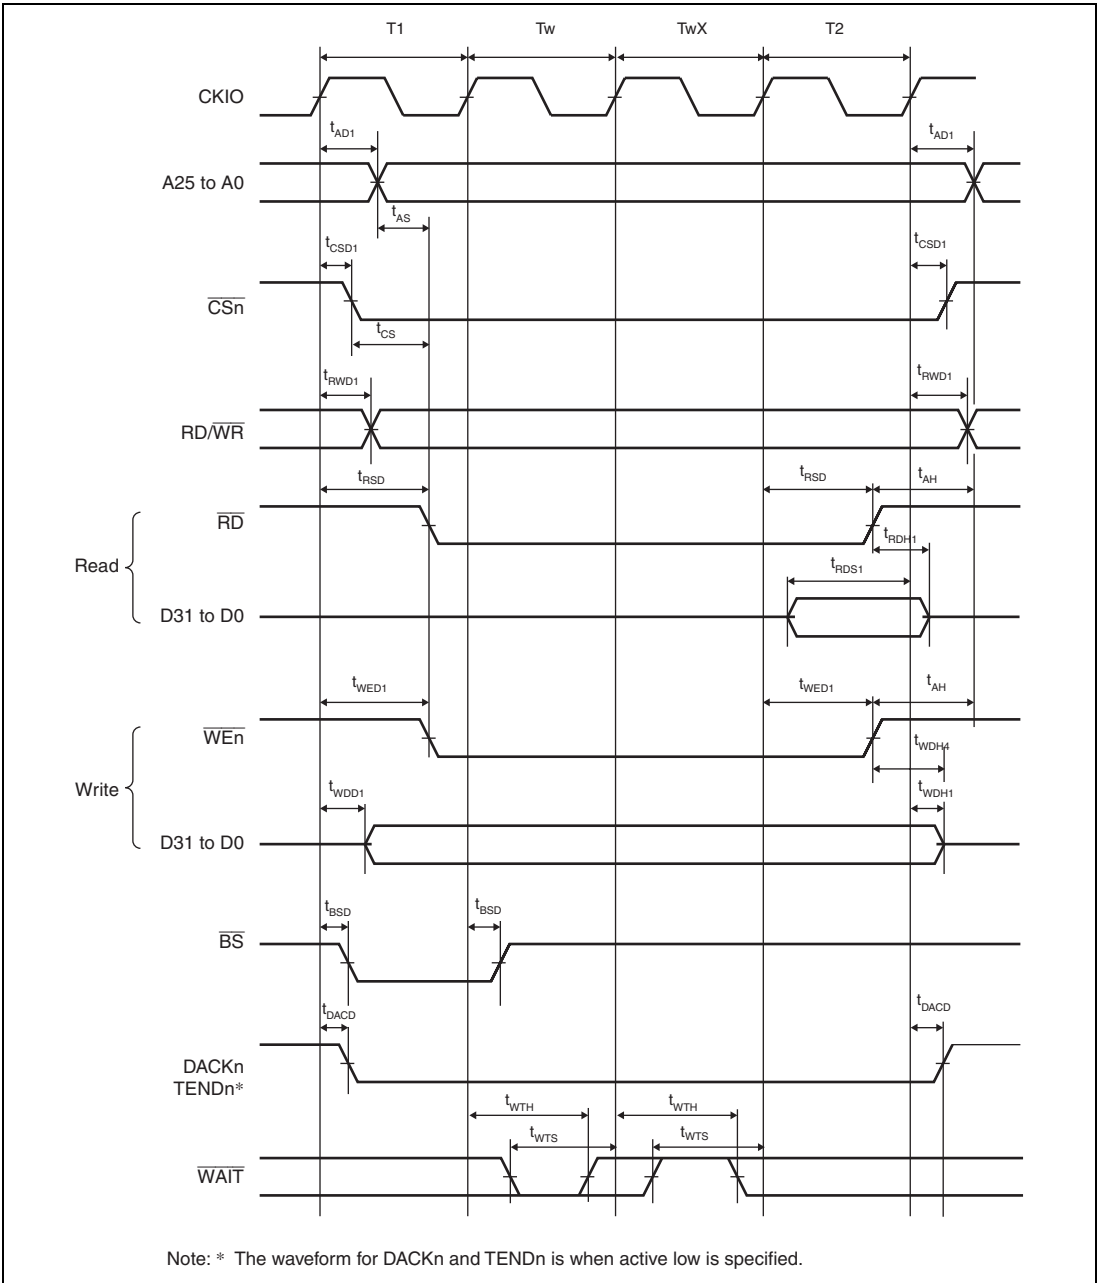 T1 Tw TwX T2
CKIO
tAD1 tAD1
A25 to A0
tAS
tCSD1 tCSD1
CSn
tCS
tRWD1 tRWD1
RD/WR
tRSD tRSD tAH
RD
tRDH1
Read
tRDS1
D31 to D0
tWED1 tWED1 tAH
WEn
tWDH4
Write
tWDD1 tWDH1
D31 to D0
tBSD tBSD
BS
tDACD tDACD
DACKn
TENDn*
tWTH tWTH
tWTS tWTS
WAIT
Note: * The waveform for DACKn and TENDn is when active low is specified.